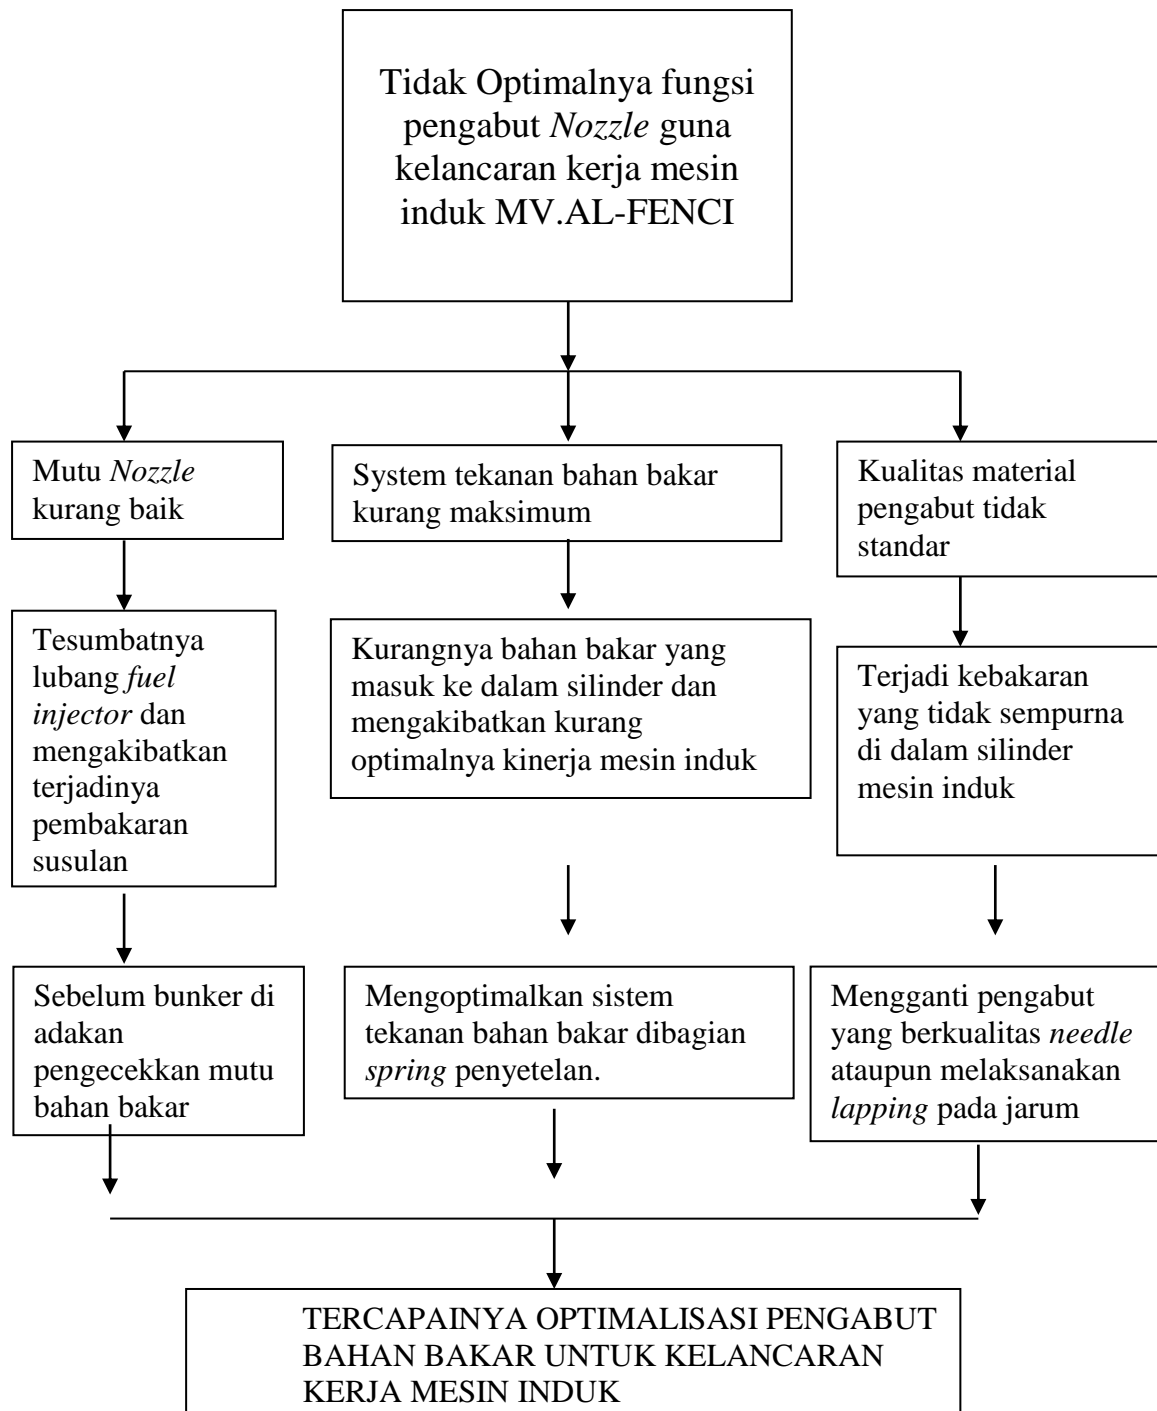 Tidak Optimalnya fungsi
pengabut Nozzle guna
kelancaran kerja mesin
induk MV.AL-FENCI
Mutu Nozzle
kurang baik
System tekanan bahan bakar
kurang maksimum
Kualitas material
pengabut tidak
standar
Tesumbatnya
lubang fuel
injector dan
mengakibatkan
terjadinya
pembakaran
susulan
Kurangnya bahan bakar yang
masuk ke dalam silinder dan
mengakibatkan kurang
optimalnya kinerja mesin induk
Terjadi kebakaran
yang tidak sempurna
di dalam silinder
mesin induk
Sebelum bunker di
adakan
pengecekkan mutu
bahan bakar
Mengoptimalkan sistem
tekanan bahan bakar dibagian
spring penyetelan.
Mengganti pengabut
yang berkualitas needle
ataupun melaksanakan
lapping pada jarum
TERCAPAINYA OPTIMALISASI PENGABUT
BAHAN BAKAR UNTUK KELANCARAN
KERJA MESIN INDUK